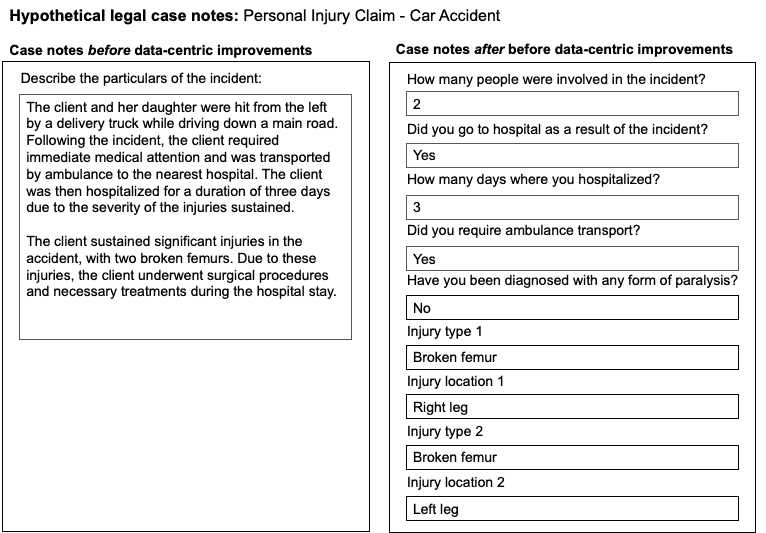 Hypothetical legal case notes: Personal Injury Claim - Car Accident
Case notes before data-centric improvements
Describe the particulars of the incident:
The client and her daughter were hit from the left
by a delivery truck while driving down a main road.
Following the incident, the client required
immediate medical attention and was transported
by ambulance to the nearest hospital. The client
was then hospitalized for a duration of three days
due to the severity of the injuries sustained.
The client sustained significant injuries in the
accident, with two broken femurs. Due to these
injuries, the client underwent surgical procedures
and necessary treatments during the hospital stay.
Case notes after before data-centric improvements
How many people were involved in the incident?
2
Did you go to hospital as a result of the incident?
Yes
How many days where you hospitalized?
3
Did you require ambulance transport?
Yes
Have you been diagnosed with any form of paralysis?
No
Injury type 1
Broken femur
Injury location 1
Right leg
Injury type 2
Broken femur
Injury location 2
Left leg